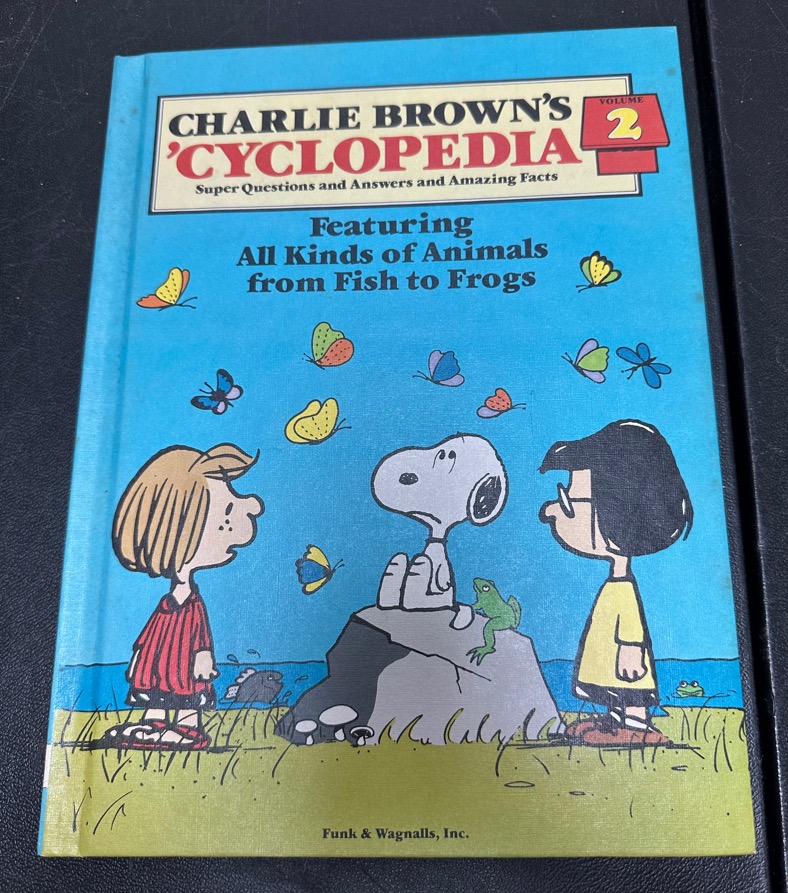 CHARLIE BROWN'S
'CYCLOPEDIA
Super Questions and Answers and Amazing Facts
VOLUME
2
Featuring
All Kinds of Animals
from Fish to Frogs
Funk & Wagnalls, Inc.